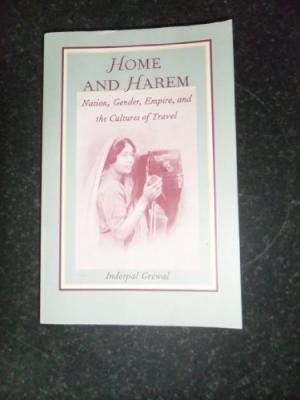 HOME
AND HAREM
Nation, Gender, Empire, and
the Cultures of Travel
Inderpal Grewal